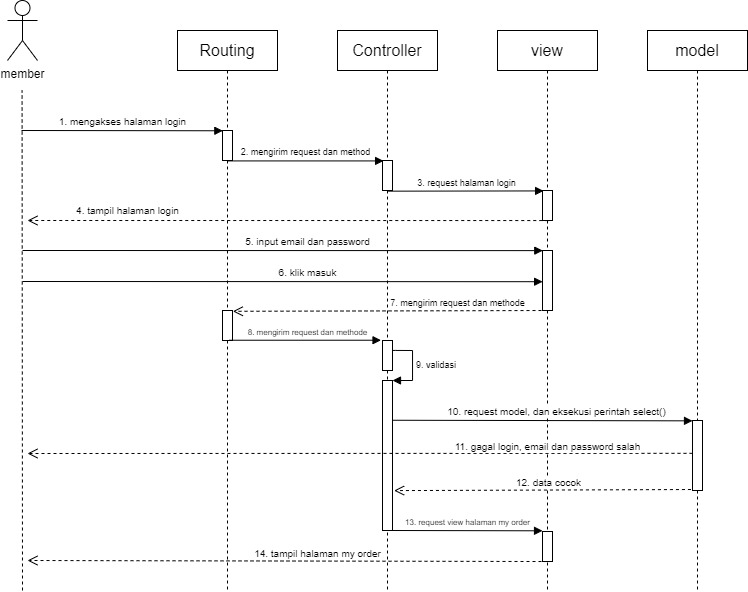 member
Routing
Controller
view
model
1. mengakses halaman login
2. mengirim request dan method
3. request halaman login
4. tampil halaman login
5. input email dan password
6. klik masuk
7. mengirim request dan methode
8. mengirim request dan methode
9. validasi
10. request model, dan eksekusi perintah select()
11. gagal login, email dan password salah
12. data cocok
13. request view halaman my order
14. tampil halaman my order